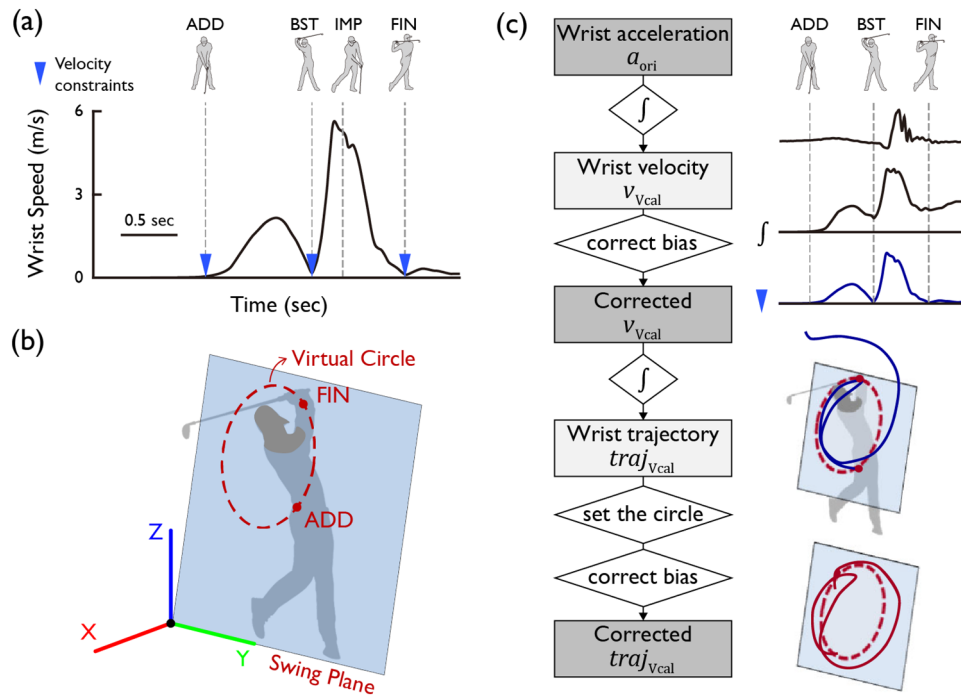 (a)
ADD
BST
IMP
FIN
Velocity
constraints
Wrist Speed (m/s)
6
3
0
0.5 sec
Time (sec)
(b)
Virtual Circle
FIN
ADD
Z
X
Y
Swing Plane
(c)
Wrist acceleration
a_ori
∫
Wrist velocity
v_Vcal
correct bias
Corrected
v_Vcal
∫
Wrist trajectory
traj_Vcal
set the circle
correct bias
Corrected
traj_Vcal
ADD
BST
FIN
∫